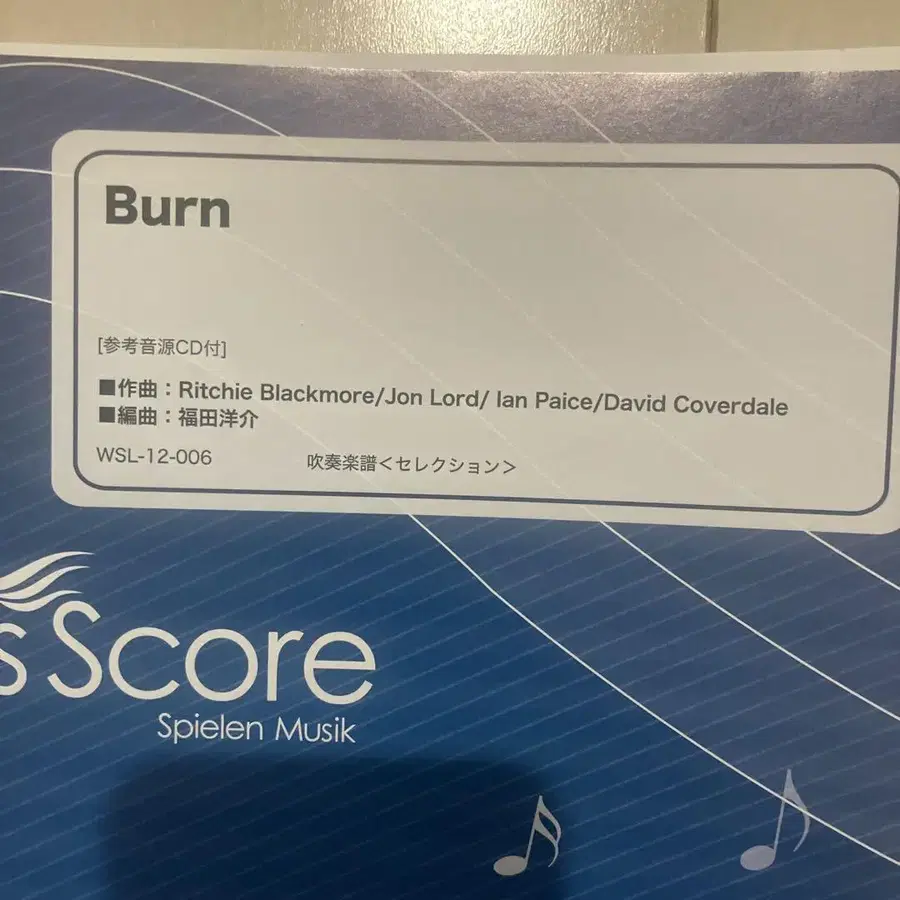 Burn
[参考音源CD付]
■作曲：Ritchie Blackmore/Jon Lord/ Ian Paice/David Coverdale
■編曲：福田洋介
WSL-12-006 吹奏楽譜<セレクション>
s Score
Spielen Musik